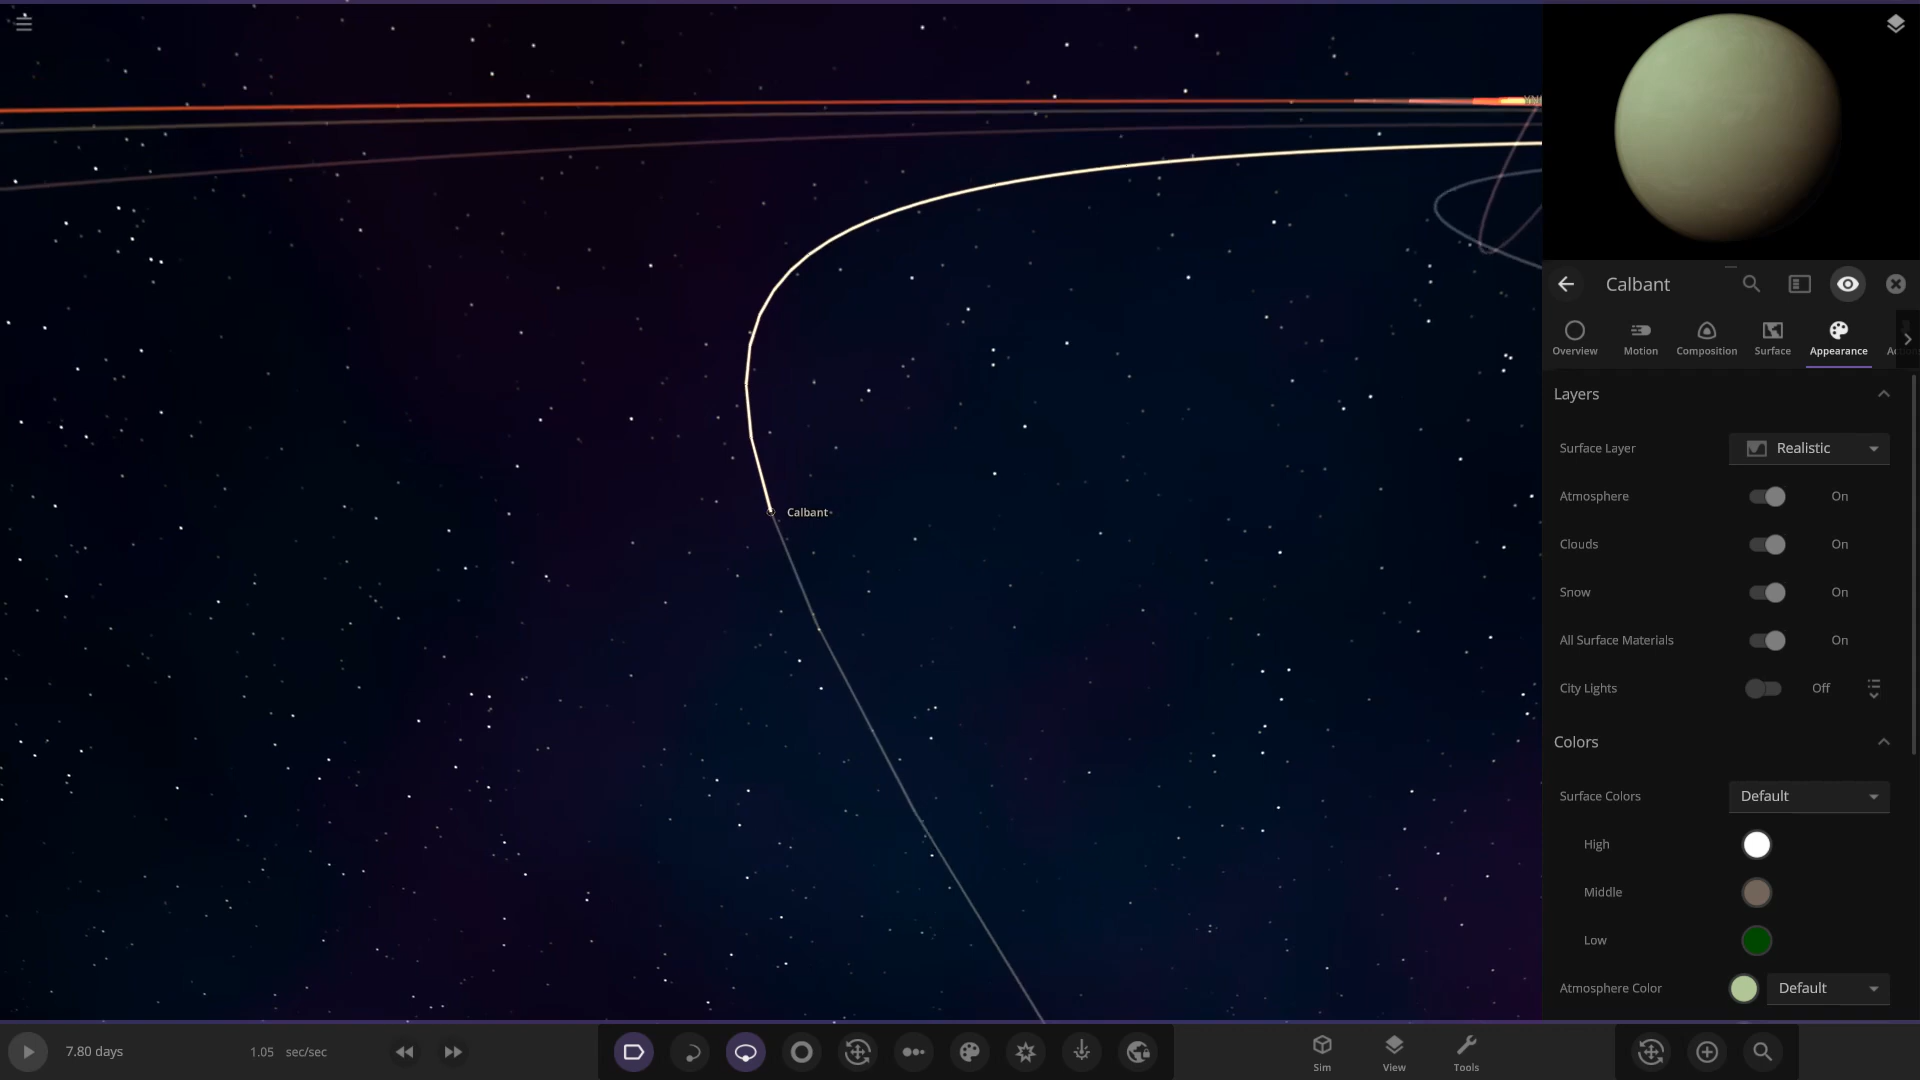 Calbant
Overview
Motion
Composition
Surface
Appearance
Layers
Surface Layer
Realistic
Atmosphere
On
Clouds
On
Snow
On
All Surface Materials
On
City Lights
Off
Colors
Surface Colors
Default
High
Middle
Low
Atmosphere Color
Default
Calbant
7.80 days
1.05 sec/sec
Sim
View
Tools